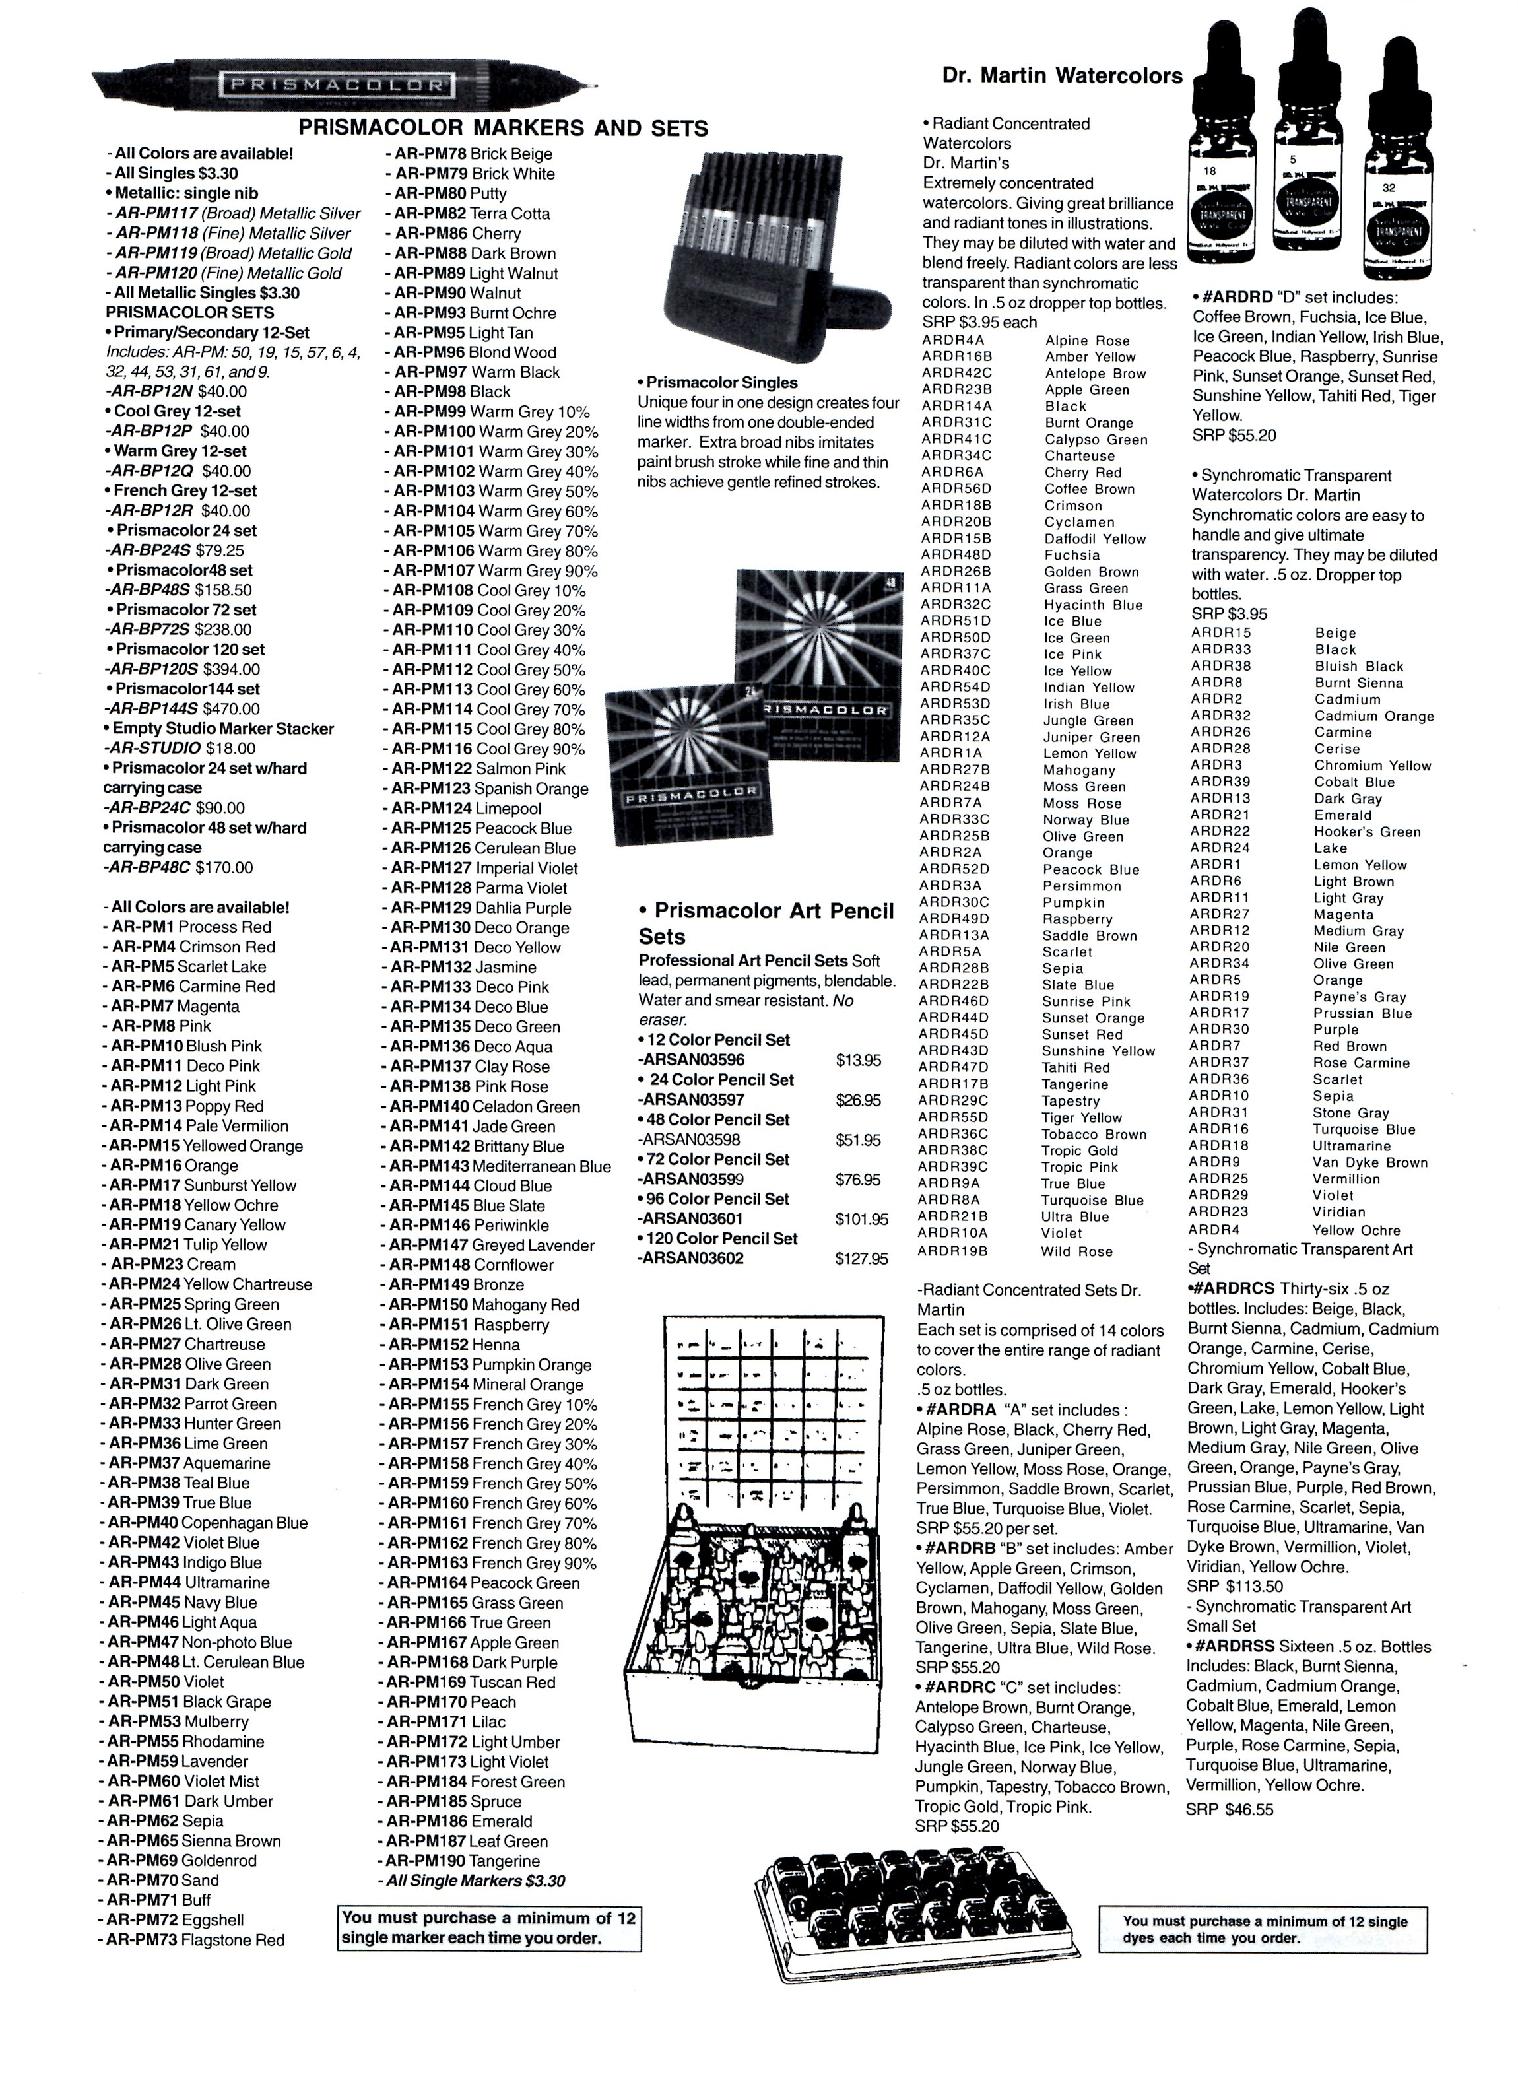 PRISMACOLOR
PRISMACOLOR MARKERS AND SETS
- All Colors are available!
- All Singles $3.30
• Metallic: single nib
- AR-PM117 (Broad) Metallic Silver
- AR-PM118 (Fine) Metallic Silver
- AR-PM119 (Broad) Metallic Gold
- AR-PM120 (Fine) Metallic Gold
- All Metallic Singles $3.30
PRISMACOLOR SETS
• Primary/Secondary 12-Set
Includes: AR-PM: 50, 19, 15, 57, 6, 4,
32, 44, 53, 31, 61, and 9.
-AR-BP12N $40.00
• Cool Grey 12-set
-AR-BP12P $40.00
• Warm Grey 12-set
-AR-BP12Q $40.00
• French Grey 12-set
-AR-BP12R $40.00
• Prismacolor 24 set
-AR-BP24S $79.25
• Prismacolor48 set
-AR-BP48S $158.50
• Prismacolor 72 set
-AR-BP72S $238.00
• Prismacolor 120 set
-AR-BP120S $394.00
• Prismacolor144 set
-AR-BP144S $470.00
• Empty Studio Marker Stacker
-AR-STUDIO $18.00
• Prismacolor 24 set w/hard
carrying case
-AR-BP24C $90.00
• Prismacolor 48 set w/hard
carrying case
-AR-BP48C $170.00
- All Colors are available!
- AR-PM1 Process Red
- AR-PM4 Crimson Red
- AR-PM5 Scarlet Lake
- AR-PM6 Carmine Red
- AR-PM7 Magenta
- AR-PM8 Pink
- AR-PM10 Blush Pink
- AR-PM11 Deco Pink
- AR-PM12 Light Pink
- AR-PM13 Poppy Red
- AR-PM14 Pale Vermilion
- AR-PM15 Yellowed Orange
- AR-PM16 Orange
- AR-PM17 Sunburst Yellow
- AR-PM18 Yellow Ochre
- AR-PM19 Canary Yellow
- AR-PM21 Tulip Yellow
- AR-PM23 Cream
- AR-PM24 Yellow Chartreuse
- AR-PM25 Spring Green
- AR-PM26 Lt. Olive Green
- AR-PM27 Chartreuse
- AR-PM28 Olive Green
- AR-PM31 Dark Green
- AR-PM32 Parrot Green
- AR-PM33 Hunter Green
- AR-PM36 Lime Green
- AR-PM37 Aquemarine
- AR-PM38 Teal Blue
- AR-PM39 True Blue
- AR-PM40 Copenhagan Blue
- AR-PM42 Violet Blue
- AR-PM43 Indigo Blue
- AR-PM44 Ultramarine
- AR-PM45 Navy Blue
- AR-PM46 Light Aqua
- AR-PM47 Non-photo Blue
- AR-PM48 Lt. Cerulean Blue
- AR-PM50 Violet
- AR-PM51 Black Grape
- AR-PM53 Mulberry
- AR-PM55 Rhodamine
- AR-PM59 Lavender
- AR-PM60 Violet Mist
- AR-PM61 Dark Umber
- AR-PM62 Sepia
- AR-PM65 Sienna Brown
- AR-PM69 Goldenrod
- AR-PM70 Sand
- AR-PM71 Buff
- AR-PM72 Eggshell
- AR-PM73 Flagstone Red
- AR-PM78 Brick Beige
- AR-PM79 Brick White
- AR-PM80 Putty
- AR-PM82 Terra Cotta
- AR-PM86 Cherry
- AR-PM88 Dark Brown
- AR-PM89 Light Walnut
- AR-PM90 Walnut
- AR-PM93 Burnt Ochre
- AR-PM95 Light Tan
- AR-PM96 Blond Wood
- AR-PM97 Warm Black
- AR-PM98 Black
- AR-PM99 Warm Grey 10%
- AR-PM100 Warm Grey 20%
- AR-PM101 Warm Grey 30%
- AR-PM102 Warm Grey 40%
- AR-PM103 Warm Grey 50%
- AR-PM104 Warm Grey 60%
- AR-PM105 Warm Grey 70%
- AR-PM106 Warm Grey 80%
- AR-PM107 Warm Grey 90%
- AR-PM108 Cool Grey 10%
- AR-PM109 Cool Grey 20%
- AR-PM110 Cool Grey 30%
- AR-PM111 Cool Grey 40%
- AR-PM112 Cool Grey 50%
- AR-PM113 Cool Grey 60%
- AR-PM114 Cool Grey 70%
- AR-PM115 Cool Grey 80%
- AR-PM116 Cool Grey 90%
- AR-PM122 Salmon Pink
- AR-PM123 Spanish Orange
- AR-PM124 Limepool
- AR-PM125 Peacock Blue
- AR-PM126 Cerulean Blue
- AR-PM127 Imperial Violet
- AR-PM128 Parma Violet
- AR-PM129 Dahlia Purple
- AR-PM130 Deco Orange
- AR-PM131 Deco Yellow
- AR-PM132 Jasmine
- AR-PM133 Deco Pink
- AR-PM134 Deco Blue
- AR-PM135 Deco Green
- AR-PM136 Deco Aqua
- AR-PM137 Clay Rose
- AR-PM138 Pink Rose
- AR-PM140 Celadon Green
- AR-PM141 Jade Green
- AR-PM142 Brittany Blue
- AR-PM143 Mediterranean Blue
- AR-PM144 Cloud Blue
- AR-PM145 Blue Slate
- AR-PM146 Periwinkle
- AR-PM147 Greyed Lavender
- AR-PM148 Cornflower
- AR-PM149 Bronze
- AR-PM150 Mahogany Red
- AR-PM151 Raspberry
- AR-PM152 Henna
- AR-PM153 Pumpkin Orange
- AR-PM154 Mineral Orange
- AR-PM155 French Grey 10%
- AR-PM156 French Grey 20%
- AR-PM157 French Grey 30%
- AR-PM158 French Grey 40%
- AR-PM159 French Grey 50%
- AR-PM160 French Grey 60%
- AR-PM161 French Grey 70%
- AR-PM162 French Grey 80%
- AR-PM163 French Grey 90%
- AR-PM164 Peacock Green
- AR-PM165 Grass Green
- AR-PM166 True Green
- AR-PM167 Apple Green
- AR-PM168 Dark Purple
- AR-PM169 Tuscan Red
- AR-PM170 Peach
- AR-PM171 Lilac
- AR-PM172 Light Umber
- AR-PM173 Light Violet
- AR-PM184 Forest Green
- AR-PM185 Spruce
- AR-PM186 Emerald
- AR-PM187 Leaf Green
- AR-PM190 Tangerine
- All Single Markers $3.30
You must purchase a minimum of 12
single marker each time you order.
• Prismacolor Singles
Unique four in one design creates four
line widths from one double-ended
marker. Extra broad nibs imitates
paint brush stroke while fine and thin
nibs achieve gentle refined strokes.
48
RISMACOLOR
PRISMACOLOR
• Prismacolor Art Pencil
Sets
Professional Art Pencil Sets Soft
lead, permanent pigments, blendable.
Water and smear resistant. No
eraser.
• 12 Color Pencil Set
-ARSAN03596 $13.95
• 24 Color Pencil Set
-ARSAN03597 $26.95
• 48 Color Pencil Set
-ARSAN03598 $51.95
• 72 Color Pencil Set
-ARSAN03599 $76.95
• 96 Color Pencil Set
-ARSAN03601 $101.95
• 120 Color Pencil Set
-ARSAN03602 $127.95
Dr. Martin Watercolors
• Radiant Concentrated
Watercolors
Dr. Martin's
Extremely concentrated
watercolors. Giving great brilliance
and radiant tones in illustrations.
They may be diluted with water and
blend freely. Radiant colors are less
transparent than synchromatic
colors. In .5 oz dropper top bottles.
SRP $3.95 each
ARDR4A Alpine Rose
ARDR16B Amber Yellow
ARDR42C Antelope Brow
ARDR23B Apple Green
ARDR14A Black
ARDR31C Burnt Orange
ARDR41C Calypso Green
ARDR34C Charteuse
ARDR6A Cherry Red
ARDR56D Coffee Brown
ARDR18B Crimson
ARDR20B Cyclamen
ARDR15B Daffodil Yellow
ARDR48D Fuchsia
ARDR26B Golden Brown
ARDR11A Grass Green
ARDR32C Hyacinth Blue
ARDR51D Ice Blue
ARDR50D Ice Green
ARDR37C Ice Pink
ARDR40C Ice Yellow
ARDR54D Indian Yellow
ARDR53D Irish Blue
ARDR35C Jungle Green
ARDR12A Juniper Green
ARDR1A Lemon Yellow
ARDR27B Mahogany
ARDR24B Moss Green
ARDR7A Moss Rose
ARDR33C Norway Blue
ARDR25B Olive Green
ARDR2A Orange
ARDR52D Peacock Blue
ARDR3A Persimmon
ARDR30C Pumpkin
ARDR49D Raspberry
ARDR13A Saddle Brown
ARDR5A Scarlet
ARDR28B Sepia
ARDR22B Slate Blue
ARDR46D Sunrise Pink
ARDR44D Sunset Orange
ARDR45D Sunset Red
ARDR43D Sunshine Yellow
ARDR47D Tahiti Red
ARDR17B Tangerine
ARDR29C Tapestry
ARDR55D Tiger Yellow
ARDR36C Tobacco Brown
ARDR38C Tropic Gold
ARDR39C Tropic Pink
ARDR9A True Blue
ARDR8A Turquoise Blue
ARDR21B Ultra Blue
ARDR10A Violet
ARDR19B Wild Rose
-Radiant Concentrated Sets Dr.
Martin
Each set is comprised of 14 colors
to cover the entire range of radiant
colors.
.5 oz bottles.
• #ARDRA "A" set includes :
Alpine Rose, Black, Cherry Red,
Grass Green, Juniper Green,
Lemon Yellow, Moss Rose, Orange,
Persimmon, Saddle Brown, Scarlet,
True Blue, Turquoise Blue, Violet.
SRP $55.20 per set.
• #ARDRB "B" set includes: Amber
Yellow, Apple Green, Crimson,
Cyclamen, Daffodil Yellow, Golden
Brown, Mahogany, Moss Green,
Olive Green, Sepia, Slate Blue,
Tangerine, Ultra Blue, Wild Rose.
SRP $55.20
• #ARDRC "C" set includes:
Antelope Brown, Burnt Orange,
Calypso Green, Charteuse,
Hyacinth Blue, Ice Pink, Ice Yellow,
Jungle Green, Norway Blue,
Pumpkin, Tapestry, Tobacco Brown,
Tropic Gold, Tropic Pink.
SRP $55.20
18
TRANSPARENT
5
TRANSPARENT
32
TRANSPARENT
• #ARDRD "D" set includes:
Coffee Brown, Fuchsia, Ice Blue,
Ice Green, Indian Yellow, Irish Blue,
Peacock Blue, Raspberry, Sunrise
Pink, Sunset Orange, Sunset Red,
Sunshine Yellow, Tahiti Red, Tiger
Yellow.
SRP $55.20
• Synchromatic Transparent
Watercolors Dr. Martin
Synchromatic colors are easy to
handle and give ultimate
transparency. They may be diluted
with water. .5 oz. Dropper top
bottles.
SRP $3.95
ARDR15 Beige
ARDR33 Black
ARDR38 Bluish Black
ARDR8 Burnt Sienna
ARDR2 Cadmium
ARDR32 Cadmium Orange
ARDR26 Carmine
ARDR28 Cerise
ARDR3 Chromium Yellow
ARDR39 Cobalt Blue
ARDR13 Dark Gray
ARDR21 Emerald
ARDR22 Hooker's Green
ARDR24 Lake
ARDR1 Lemon Yellow
ARDR6 Light Brown
ARDR11 Light Gray
ARDR27 Magenta
ARDR12 Medium Gray
ARDR20 Nile Green
ARDR34 Olive Green
ARDR5 Orange
ARDR19 Payne's Gray
ARDR17 Prussian Blue
ARDR30 Purple
ARDR7 Red Brown
ARDR37 Rose Carmine
ARDR36 Scarlet
ARDR10 Sepia
ARDR31 Stone Gray
ARDR16 Turquoise Blue
ARDR18 Ultramarine
ARDR9 Van Dyke Brown
ARDR25 Vermillion
ARDR29 Violet
ARDR23 Viridian
ARDR4 Yellow Ochre
- Synchromatic Transparent Art
Set
•#ARDRCS Thirty-six .5 oz
bottles. Includes: Beige, Black,
Burnt Sienna, Cadmium, Cadmium
Orange, Carmine, Cerise,
Chromium Yellow, Cobalt Blue,
Dark Gray, Emerald, Hooker's
Green, Lake, Lemon Yellow, Light
Brown, Light Gray, Magenta,
Medium Gray, Nile Green, Olive
Green, Orange, Payne's Gray,
Prussian Blue, Purple, Red Brown,
Rose Carmine, Scarlet, Sepia,
Turquoise Blue, Ultramarine, Van
Dyke Brown, Vermillion, Violet,
Viridian, Yellow Ochre.
SRP $113.50
- Synchromatic Transparent Art
Small Set
• #ARDRSS Sixteen .5 oz. Bottles
Includes: Black, Burnt Sienna,
Cadmium, Cadmium Orange,
Cobalt Blue, Emerald, Lemon
Yellow, Magenta, Nile Green,
Purple, Rose Carmine, Sepia,
Turquoise Blue, Ultramarine,
Vermillion, Yellow Ochre.
SRP $46.55
You must purchase a minimum of 12 single
dyes each time you order.